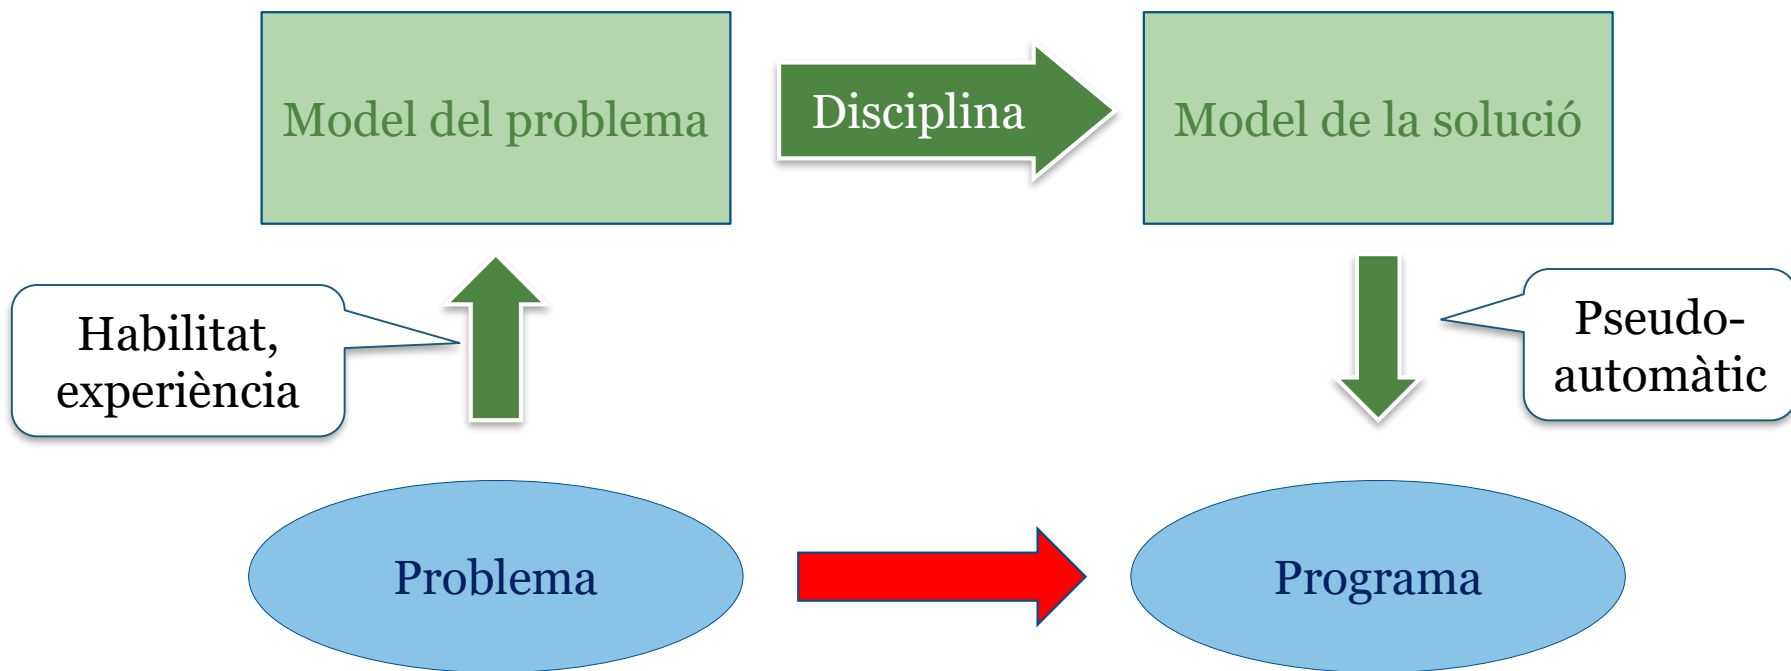 Model del problema
Disciplina
Model de la solució
Habilitat,
experiència
Pseudo-
automàtic
Problema
Programa